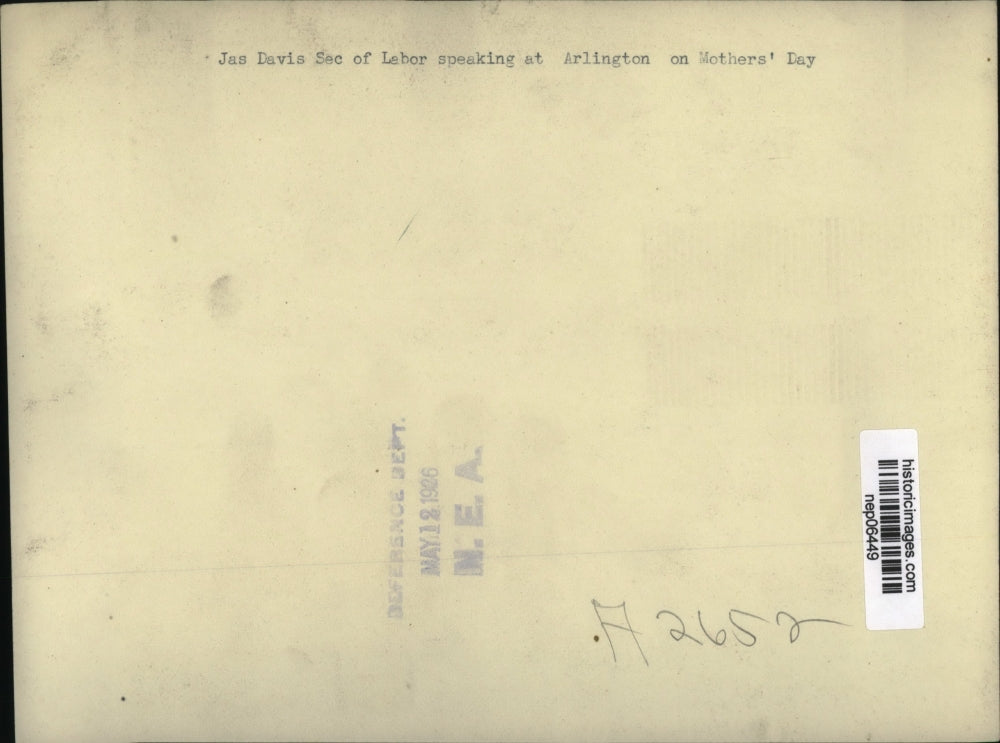 Jas Davis Sec of Labor speaking at Arlington on Mothers' Day
REFERENCE DEPT.
MAY 12 1926
N. E. A.
historicimages.com
nep06449
A 2652